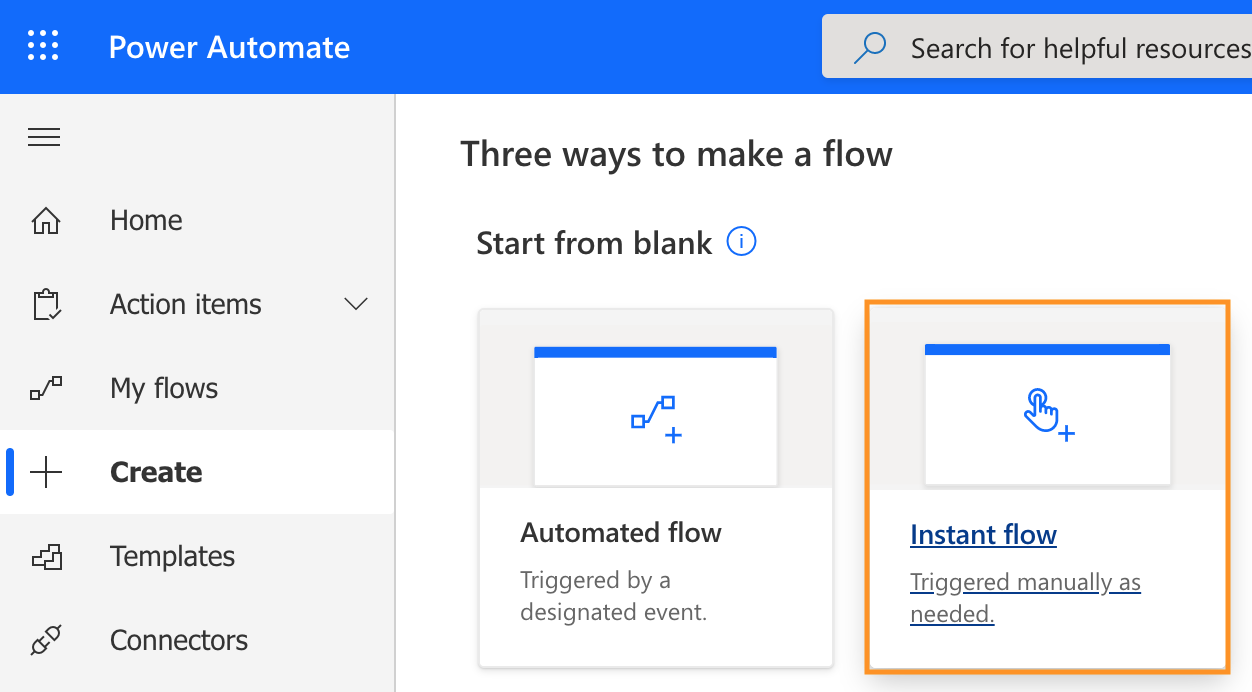 Power Automate
Search for helpful resources
Three ways to make a flow
Home
Start from blank
Action items
My flows
Create
Templates
Connectors
Automated flow
Triggered by a
designated event.
Instant flow
Triggered manually as
needed.